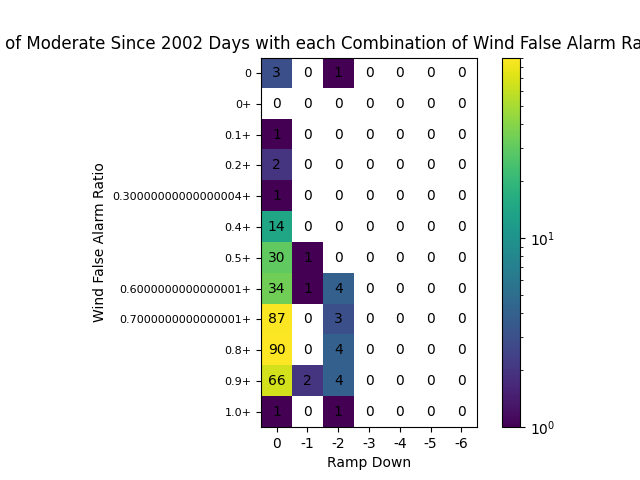 of Moderate Since 2002 Days with each Combination of Wind False Alarm Ra
0 3 0 1 0 0 0 0
0+ 0 0 0 0 0 0 0
0.1+ 1 0 0 0 0 0 0
0.2+ 2 0 0 0 0 0 0
0.30000000000000004+ 1 0 0 0 0 0 0
0.4+ 14 0 0 0 0 0 0
0.5+ 30 1 0 0 0 0 0
0.6000000000000001+ 34 1 4 0 0 0 0
0.7000000000000001+ 87 0 3 0 0 0 0
0.8+ 90 0 4 0 0 0 0
0.9+ 66 2 4 0 0 0 0
1.0+ 1 0 1 0 0 0 0
0 -1 -2 -3 -4 -5 -6
Ramp Down
Wind False Alarm Ratio
10¹
10⁰